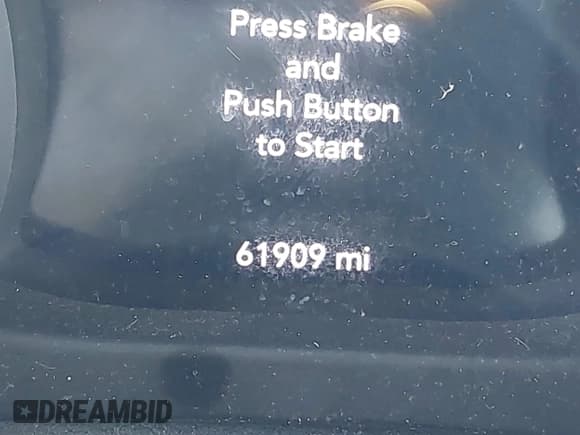 Press Brake
and
Push Button
to Start
61909 mi
DREAMBID